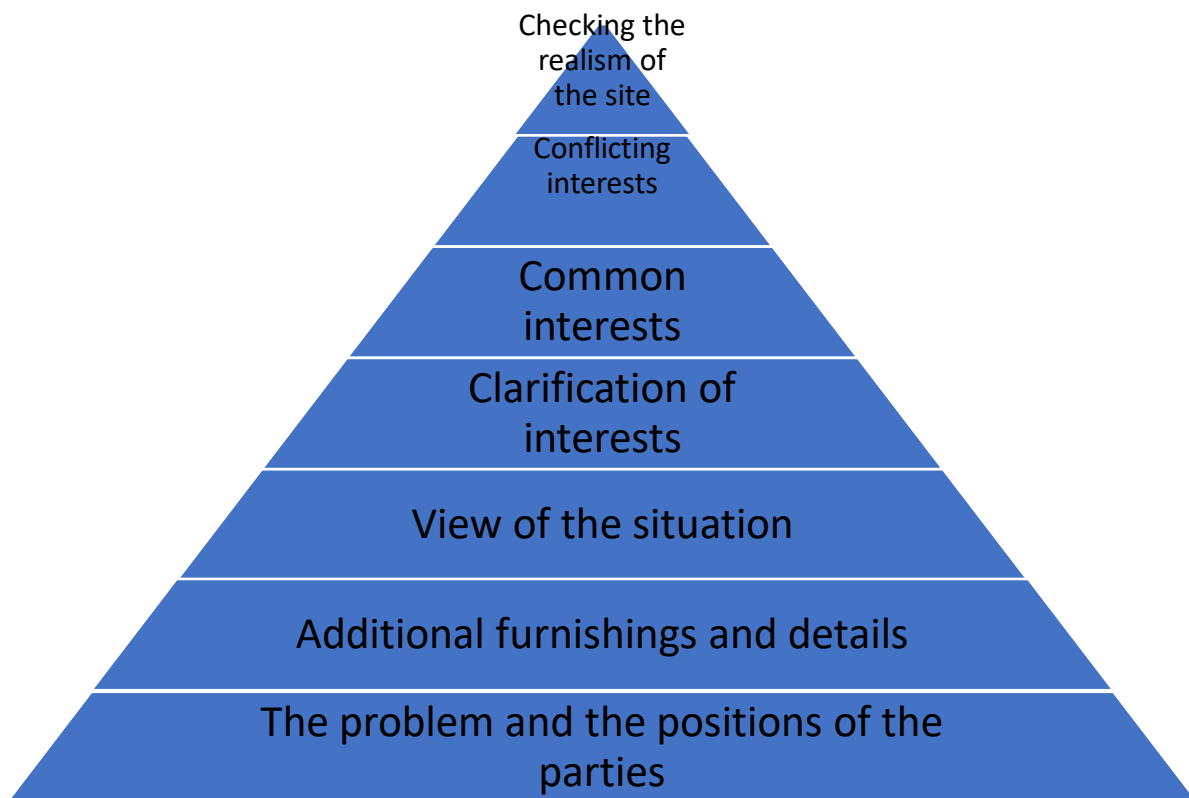 Checking the
realism of
the site
Conflicting
interests
Common
interests
Clarification of
interests
View of the situation
Additional furnishings and details
The problem and the positions of the
parties